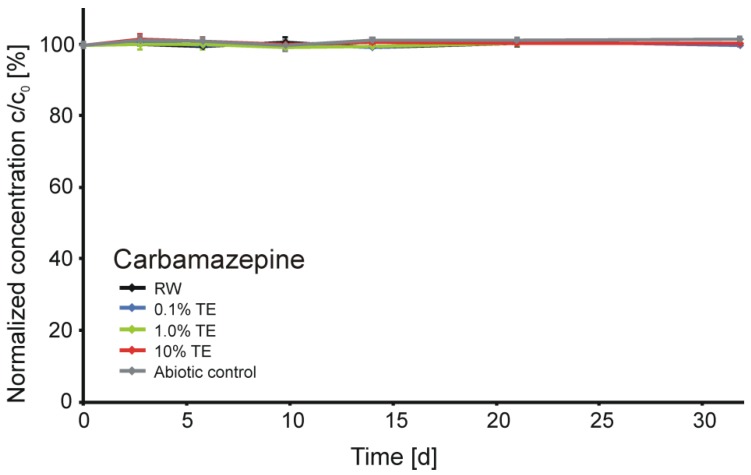 Normalized concentration c/c0 [%]
100
80
60
40
20
0
Carbamazepine
RW
0.1% TE
1.0% TE
10% TE
Abiotic control
0 5 10 15 20 25 30
Time [d]